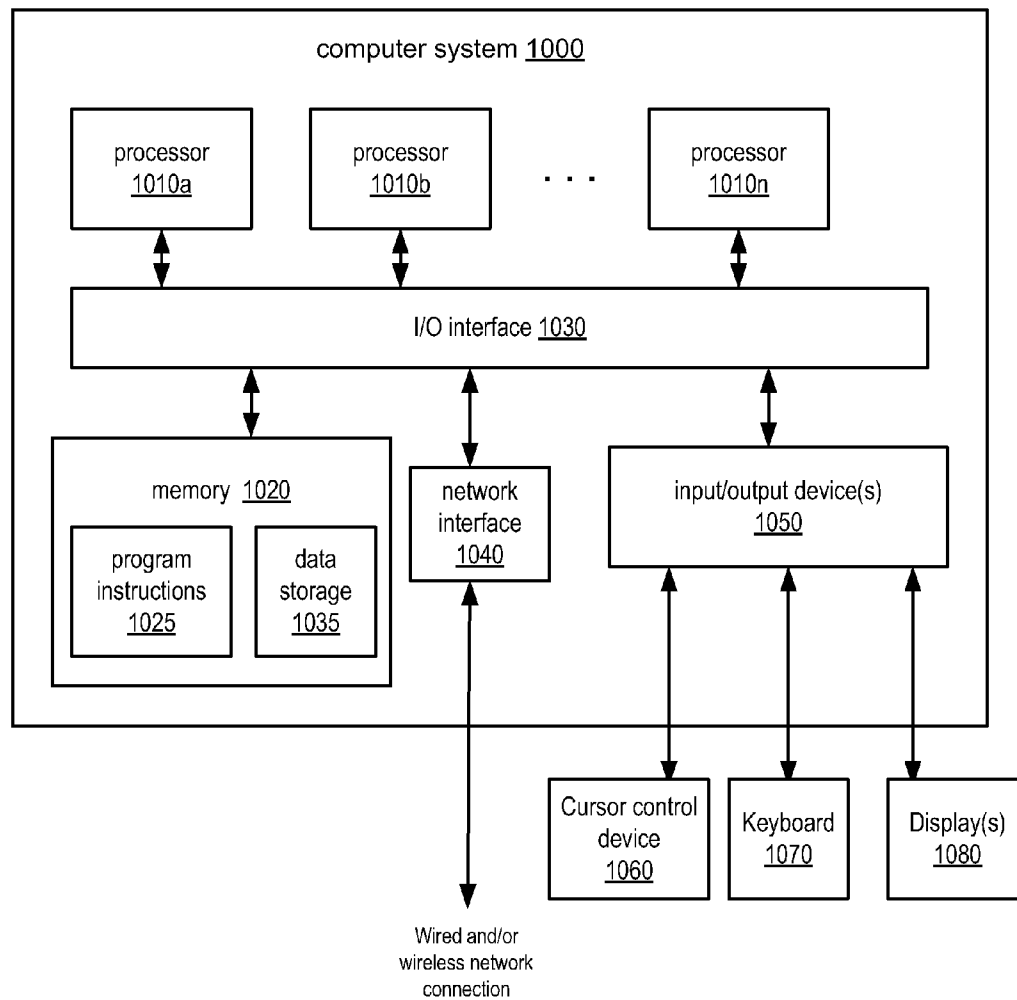 computer system 1000
processor
1010a
processor
1010b
. . .
processor
1010n
I/O interface 1030
memory 1020
program
instructions
1025
data
storage
1035
network
interface
1040
input/output device(s)
1050
Cursor control
device
1060
Keyboard
1070
Display(s)
1080
Wired and/or
wireless network
connection